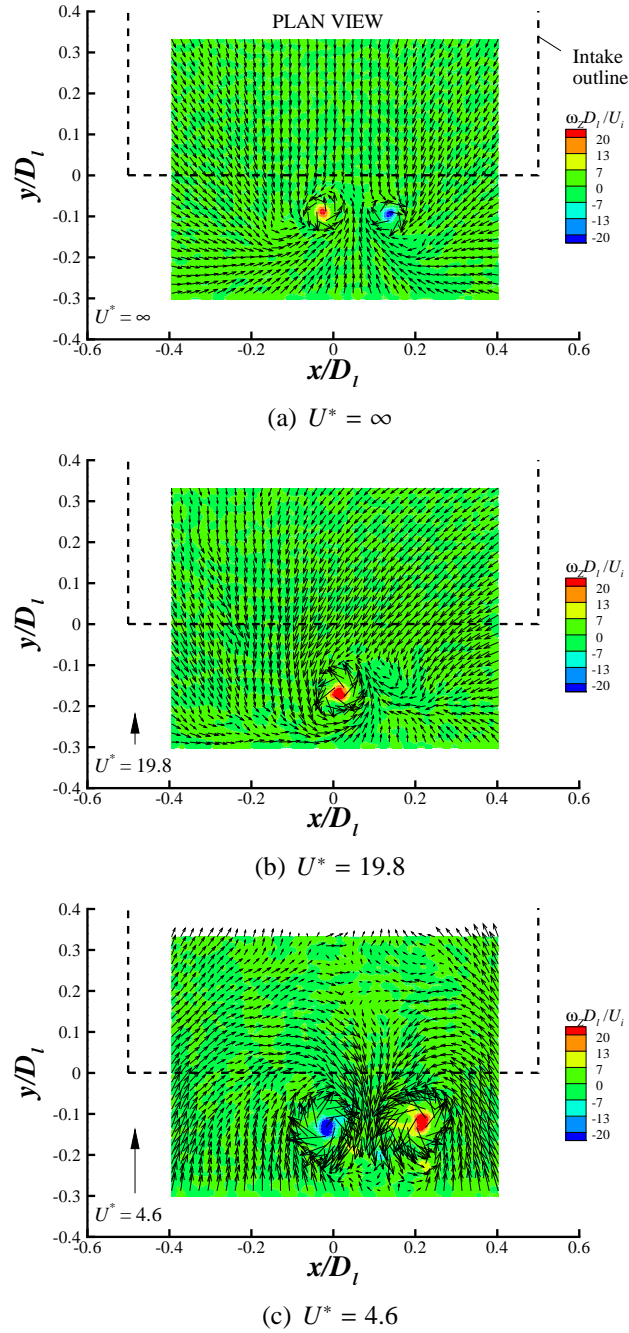 PLAN VIEW
0.4
0.3
0.2
0.1
0
-0.1
-0.2
-0.3
-0.4
y/D_l
Intake
outline
ω_Z D_l /U_i
20
13
7
0
-7
-13
-20
U* = ∞
-0.6 -0.4 -0.2 0 0.2 0.4 0.6
x/D_l
(a) U* = ∞
0.4
0.3
0.2
0.1
0
-0.1
-0.2
-0.3
-0.4
y/D_l
ω_Z D_l /U_i
20
13
7
0
-7
-13
-20
U* = 19.8
-0.6 -0.4 -0.2 0 0.2 0.4 0.6
x/D_l
(b) U* = 19.8
0.4
0.3
0.2
0.1
0
-0.1
-0.2
-0.3
-0.4
y/D_l
ω_Z D_l /U_i
20
13
7
0
-7
-13
-20
U* = 4.6
-0.6 -0.4 -0.2 0 0.2 0.4 0.6
x/D_l
(c) U* = 4.6